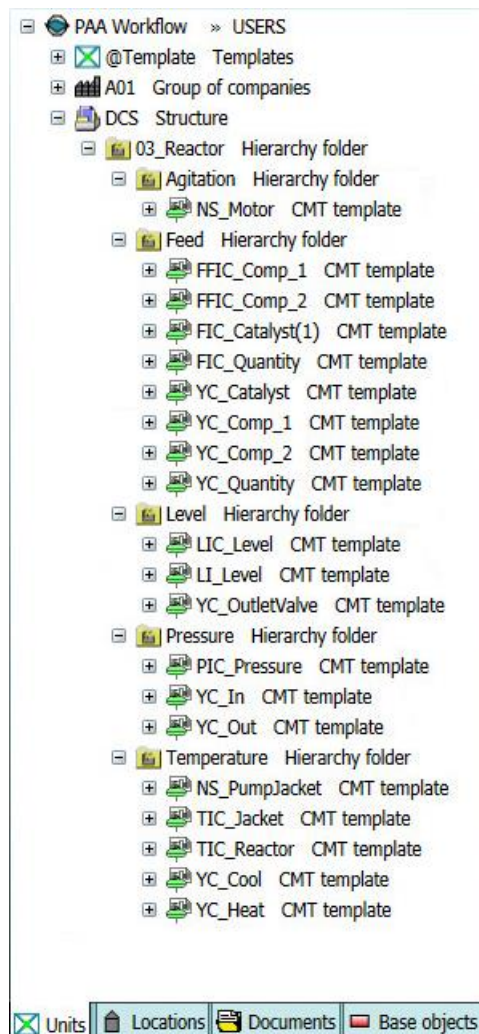 PAA Workflow » USERS
@Template Templates
A01 Group of companies
DCS Structure
03_Reactor Hierarchy folder
Agitation Hierarchy folder
NS_Motor CMT template
Feed Hierarchy folder
FFIC_Comp_1 CMT template
FFIC_Comp_2 CMT template
FIC_Catalyst(1) CMT template
FIC_Quantity CMT template
YC_Catalyst CMT template
YC_Comp_1 CMT template
YC_Comp_2 CMT template
YC_Quantity CMT template
Level Hierarchy folder
LIC_Level CMT template
LI_Level CMT template
YC_OutletValve CMT template
Pressure Hierarchy folder
PIC_Pressure CMT template
YC_In CMT template
YC_Out CMT template
Temperature Hierarchy folder
NS_PumpJacket CMT template
TIC_Jacket CMT template
TIC_Reactor CMT template
YC_Cool CMT template
YC_Heat CMT template
Units Locations Documents Base objects